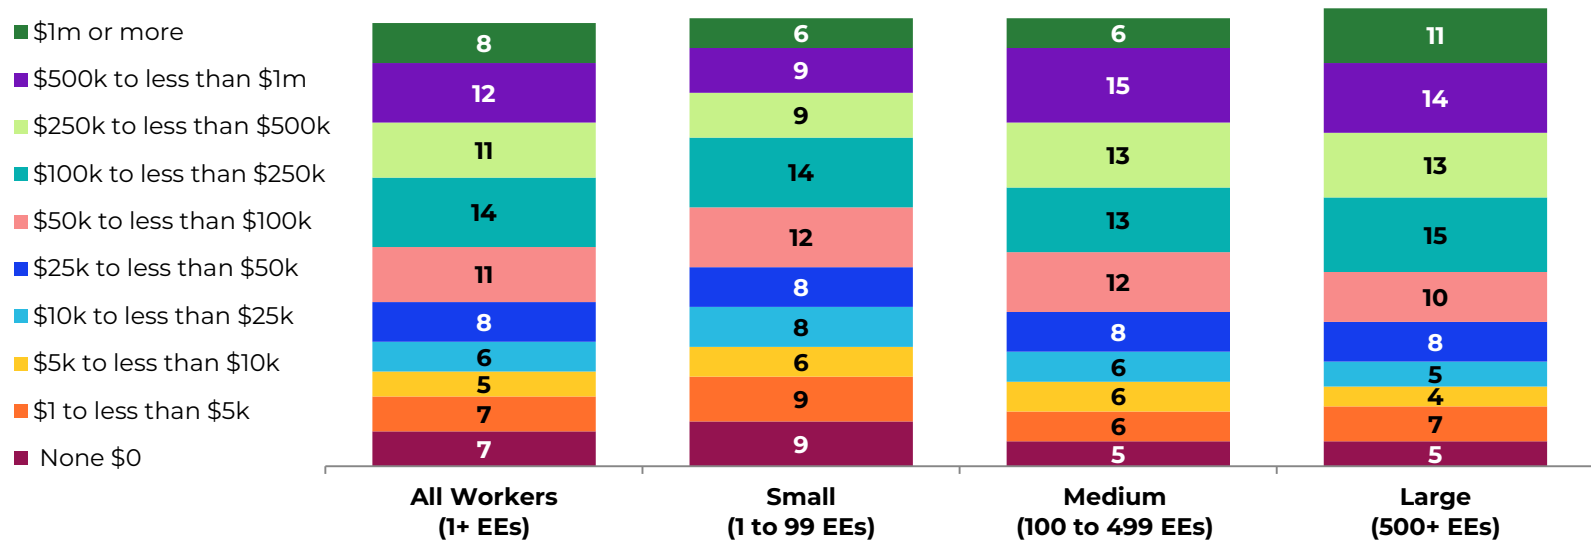 $1m or more
$500k to less than $1m
$250k to less than $500k
$100k to less than $250k
$50k to less than $100k
$25k to less than $50k
$10k to less than $25k
$5k to less than $10k
$1 to less than $5k
None $0
8
12
11
14
11
8
6
5
7
7
6
9
9
14
12
8
8
6
9
9
6
15
13
13
12
8
6
6
6
5
11
14
13
15
10
8
5
4
7
5
All Workers
(1+ EEs)
Small
(1 to 99 EEs)
Medium
(100 to 499 EEs)
Large
(500+ EEs)